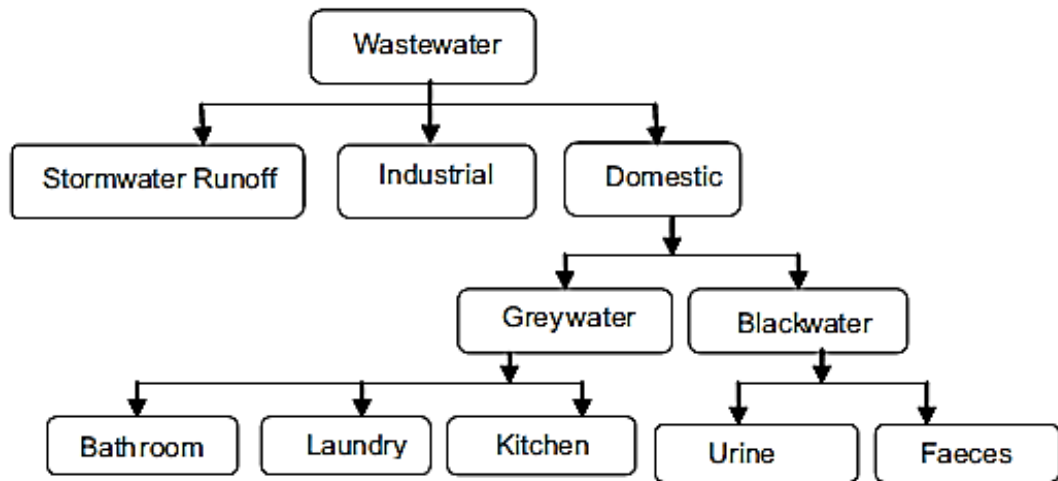 Wastewater
Stormwater Runoff
Industrial
Domestic
Greywater
Blackwater
Bathroom
Laundry
Kitchen
Urine
Faeces